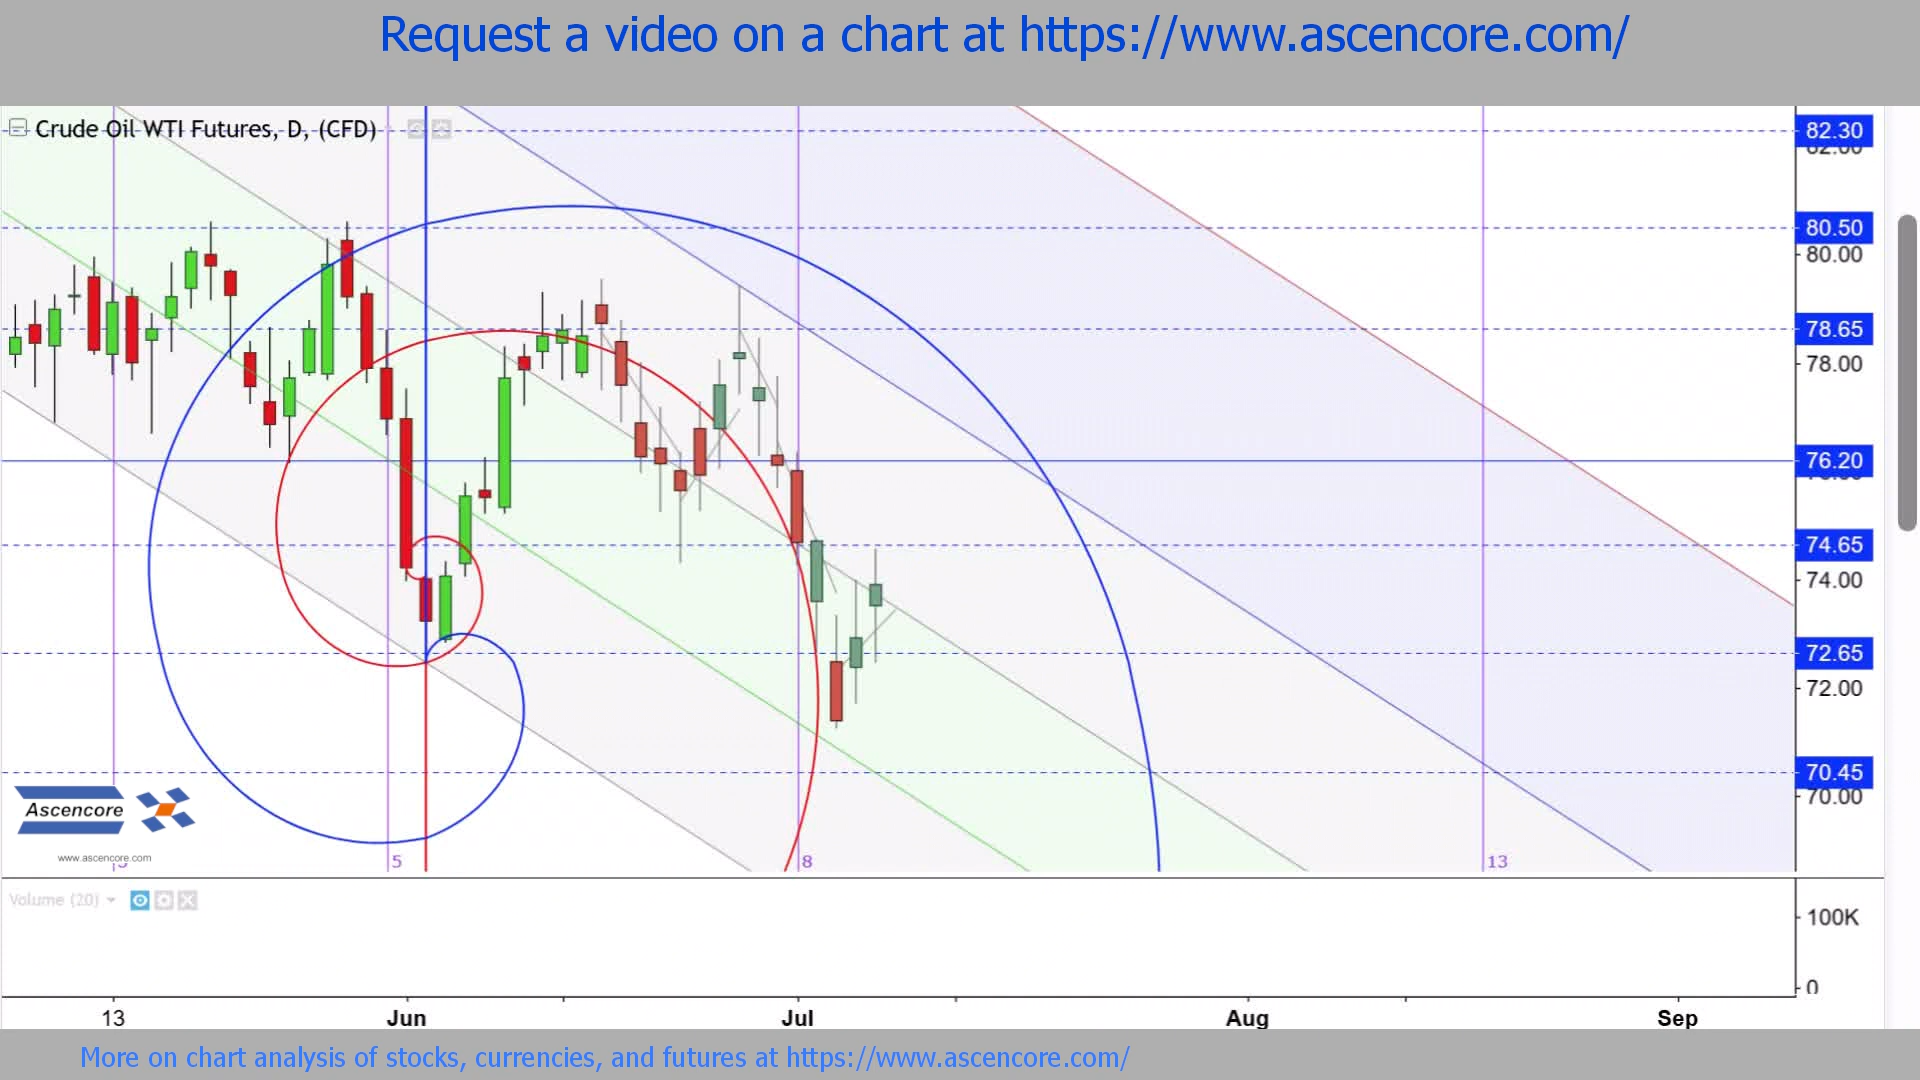 Request a video on a chart at https://www.ascencore.com/
Crude Oil WTI Futures, D, (CFD)
82.30
82.00
80.50
80.00
78.65
78.00
76.20
74.65
74.00
72.65
72.00
70.45
70.00
Ascencore
www.ascencore.com
5
8
13
Volume (20)
100K
0
13
Jun
Jul
Aug
Sep
More on chart analysis of stocks, currencies, and futures at https://www.ascencore.com/